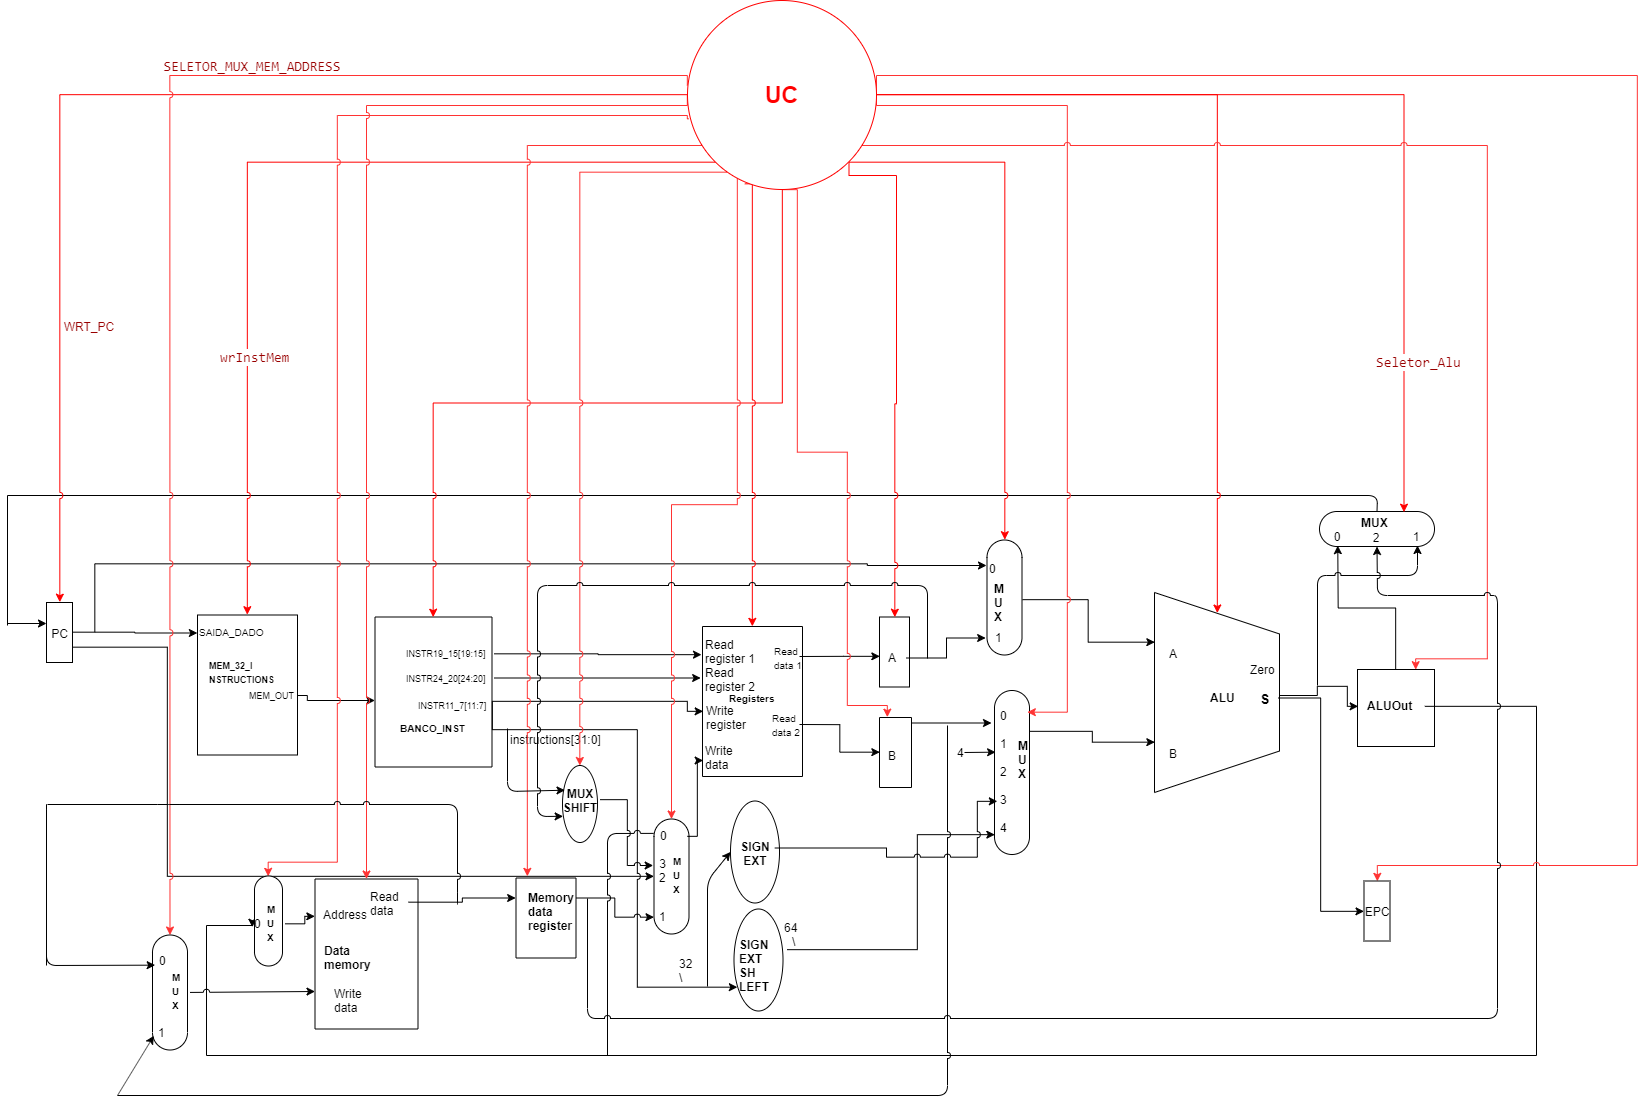 SELETOR_MUX_MEM_ADDRESS
UC
WRT_PC
wrInstMem
Seletor_Alu
MUX
0
2
1
PC
SAIDA_DADO
MEM_32_I
NSTRUCTIONS
MEM_OUT
INSTR19_15[19:15]
INSTR24_20[24:20]
INSTR11_7[11:7]
BANCO_INST
instructions[31:0]
Read
register 1
Read
register 2
Registers
Write
register
Write
data
Read
data 1
Read
data 2
A
B
0
M
U
X
1
0
1
2
3
4
M
U
X
4
A
B
ALU
Zero
S
ALUOut
EPC
MUX
SHIFT
0
3
2
1
M
U
X
SIGN
EXT
SIGN
EXT
SH
LEFT
64
\
32
\
Memory
data
register
Read
data
Address
Data
memory
Write
data
0
M
U
X
0
M
U
X
1